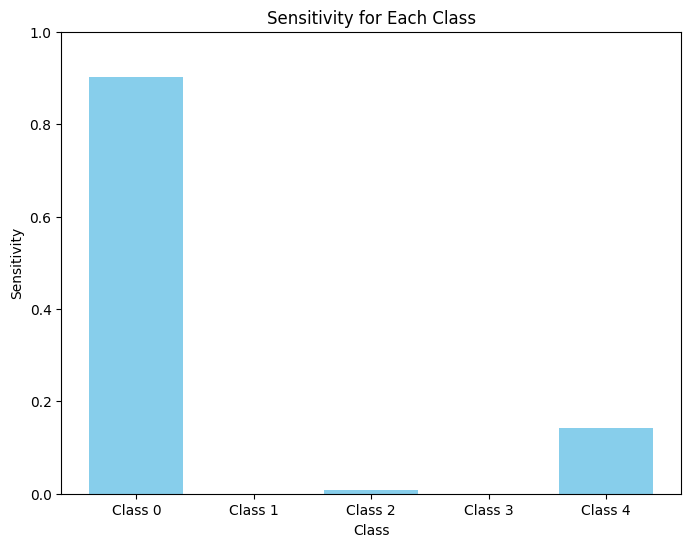 Sensitivity for Each Class
1.0
0.8
0.6
0.4
0.2
0.0
Sensitivity
Class 0
Class 1
Class 2
Class 3
Class 4
Class